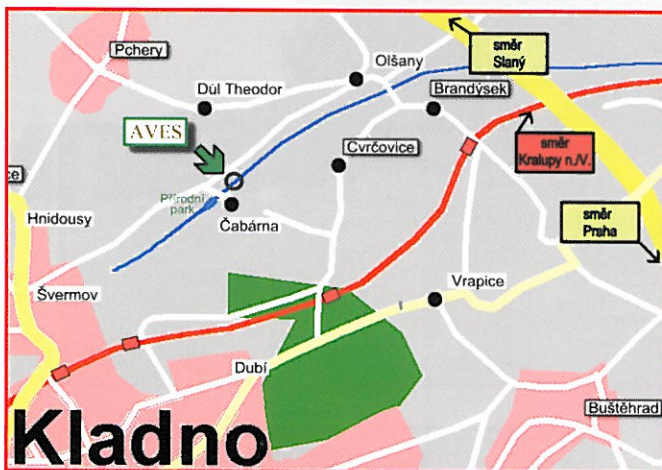 Pchery
Olšany
směr
Slaný
Důl Theodor
Brandýsek
AVES
Cvrčovice
směr
Kralupy n./V.
Přírodní
park
Hnidousy
Čabárna
směr
Praha
Švermov
Vrapice
Dubí
Buštěhrad
Kladno